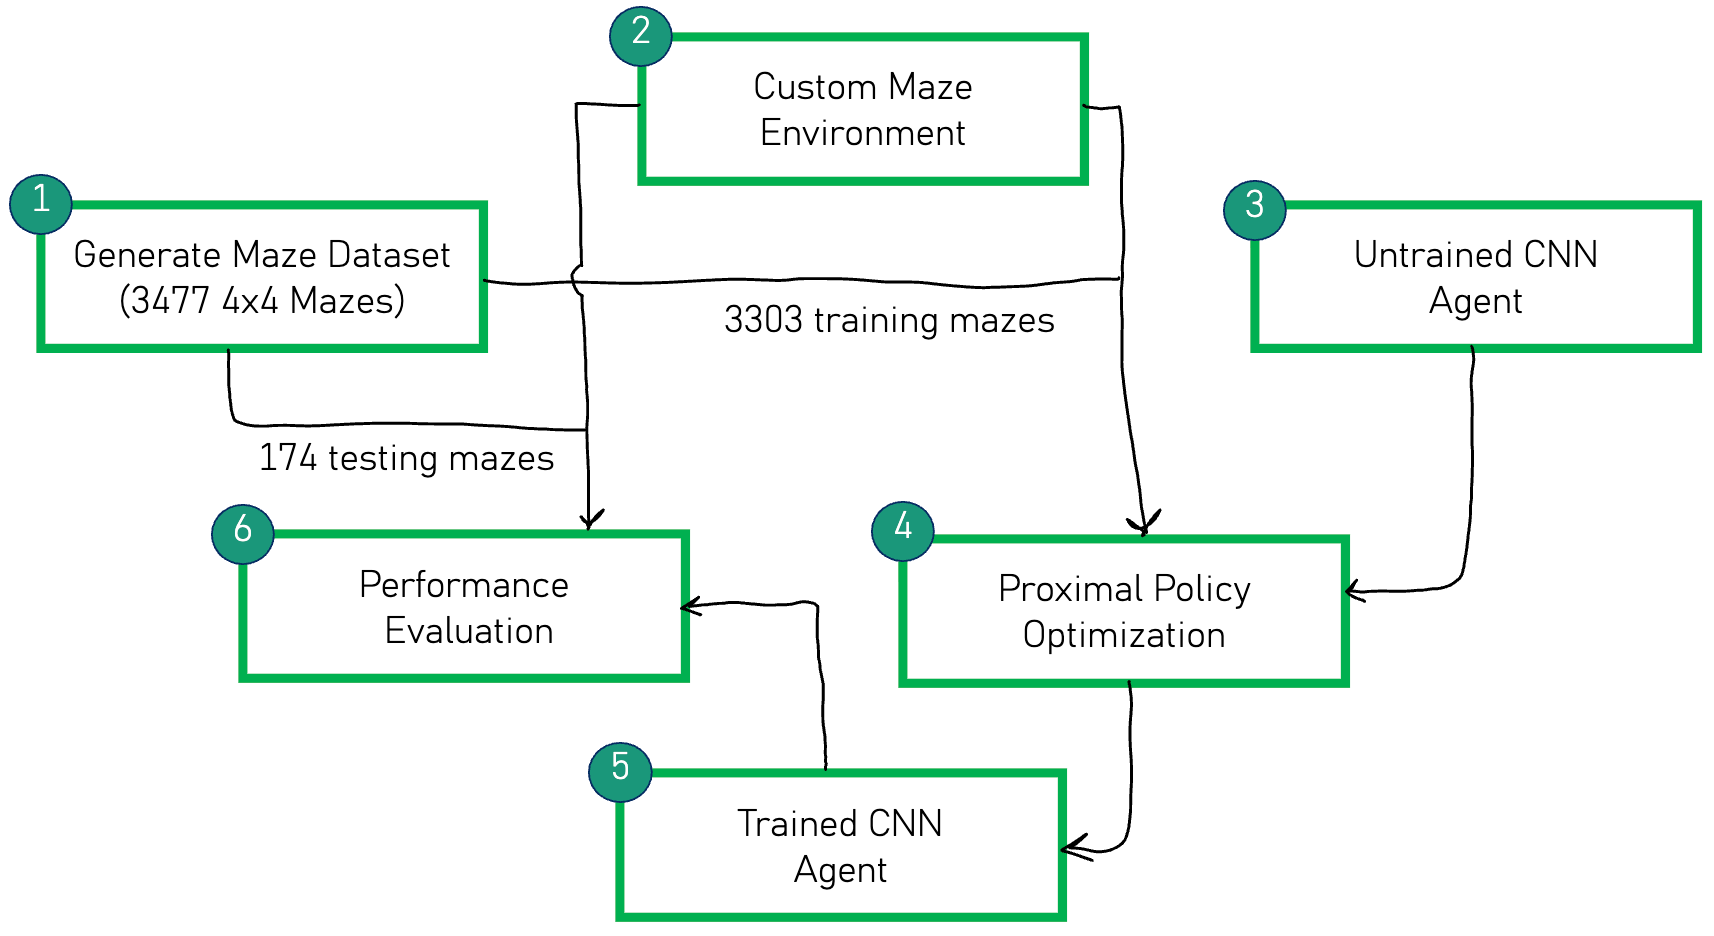 2
Custom Maze
Environment
1
Generate Maze Dataset
(3477 4x4 Mazes)
3
Untrained CNN
Agent
3303 training mazes
174 testing mazes
6
Performance
Evaluation
4
Proximal Policy
Optimization
5
Trained CNN
Agent